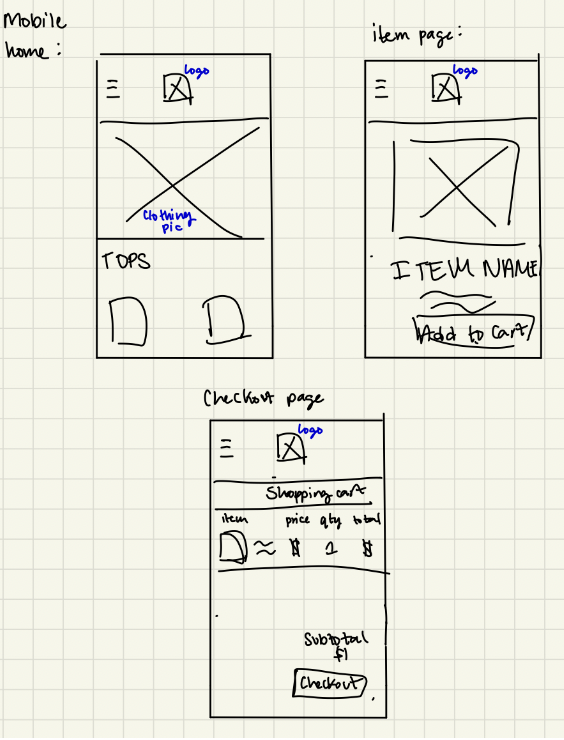 Mobile
home :
item page:
Logo
Clothing
pic
TOPS
Logo
ITEM NAME
Add to Cart
Checkout page
Logo
Shopping cart
item price qty total
$ 1 $
Subtotal
Checkout